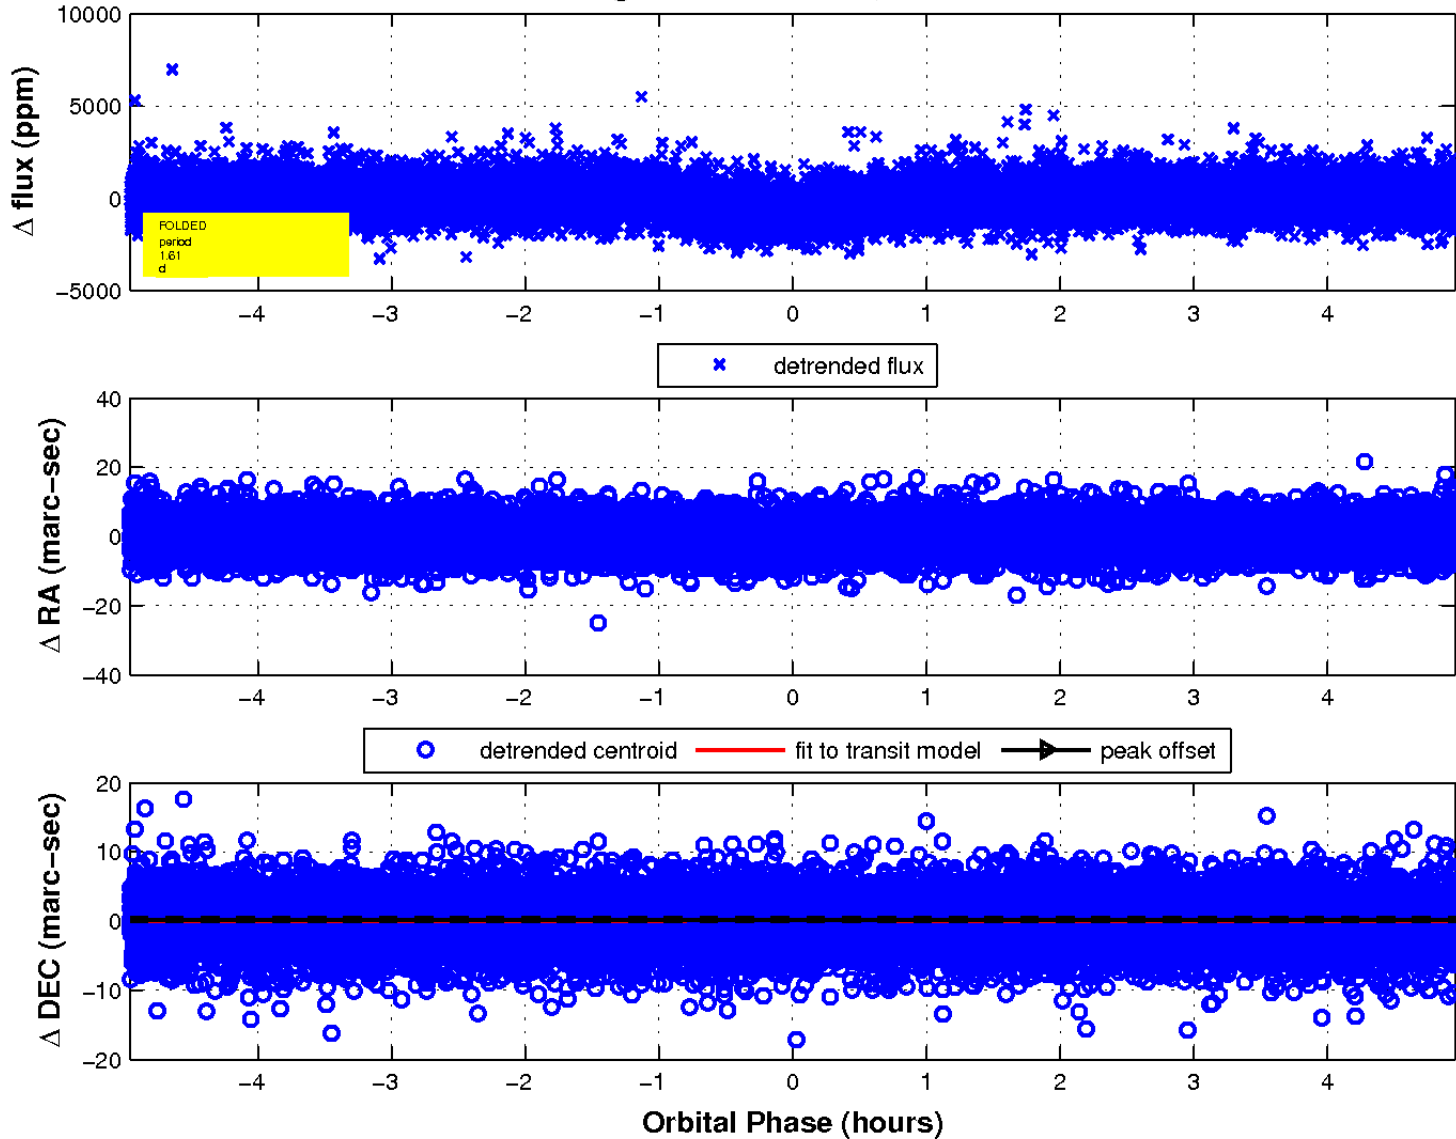 10000
5000
0
−5000
Δ flux (ppm)
FOLDED
period
1.61
d
−4 −3 −2 −1 0 1 2 3 4
detrended flux
40
20
0
−20
−40
Δ RA (marc−sec)
−4 −3 −2 −1 0 1 2 3 4
detrended centroid fit to transit model peak offset
20
10
0
−10
−20
Δ DEC (marc−sec)
−4 −3 −2 −1 0 1 2 3 4
Orbital Phase (hours)